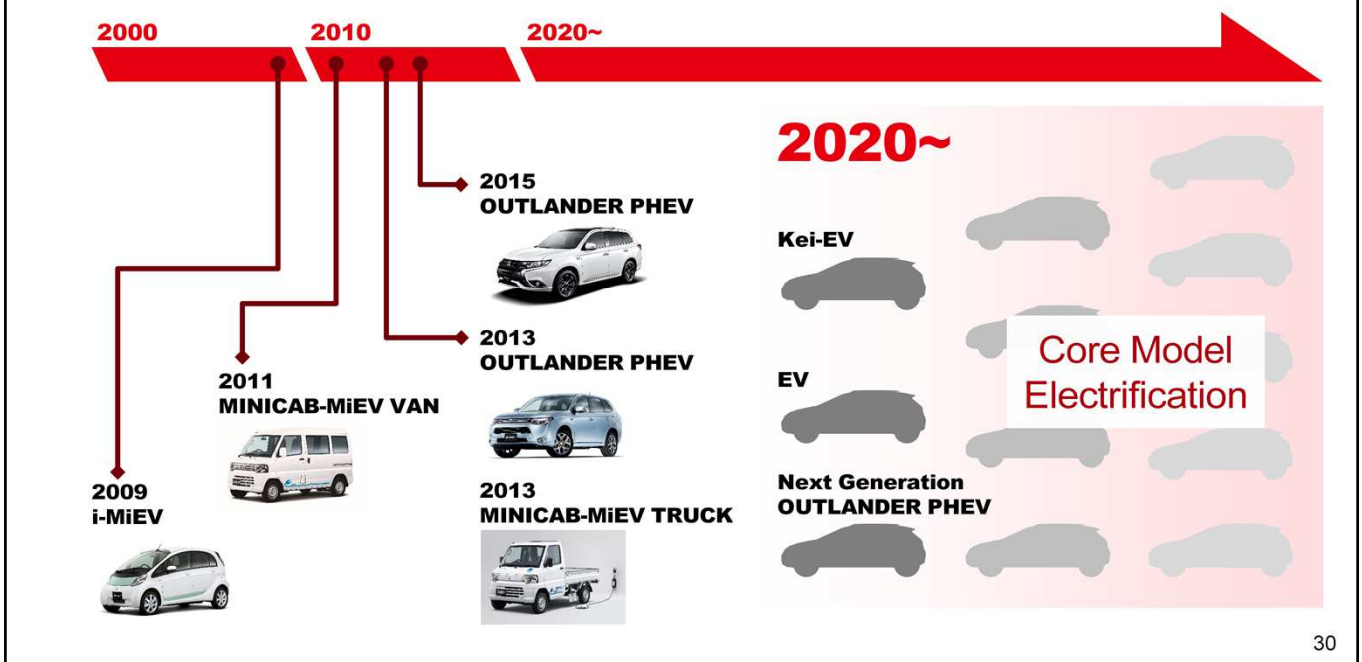 2000
2010
2020~
2020~
2015
OUTLANDER PHEV
Kei-EV
2013
OUTLANDER PHEV
Core Model
Electrification
2011
MINICAB-MiEV VAN
EV
2009
i-MiEV
2013
MINICAB-MiEV TRUCK
Next Generation
OUTLANDER PHEV
30